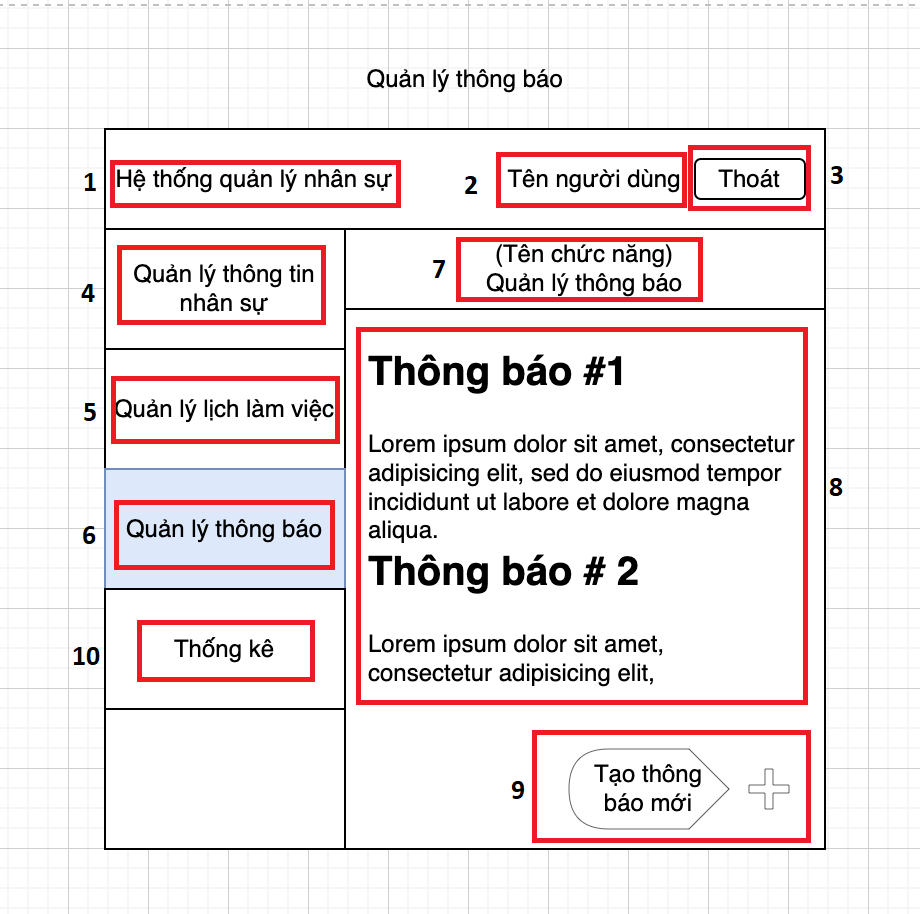 Quản lý thông báo
1
Hệ thống quản lý nhân sự
2
Tên người dùng
Thoát
3
4
Quản lý thông tin
nhân sự
7
(Tên chức năng)
Quản lý thông báo
5
Quản lý lịch làm việc
6
Quản lý thông báo
10
Thống kê
Thông báo #1
Lorem ipsum dolor sit amet, consectetur
adipisicing elit, sed do eiusmod tempor
incididunt ut labore et dolore magna
aliqua.
Thông báo # 2
Lorem ipsum dolor sit amet,
consectetur adipisicing elit,
8
9
Tạo thông
báo mới